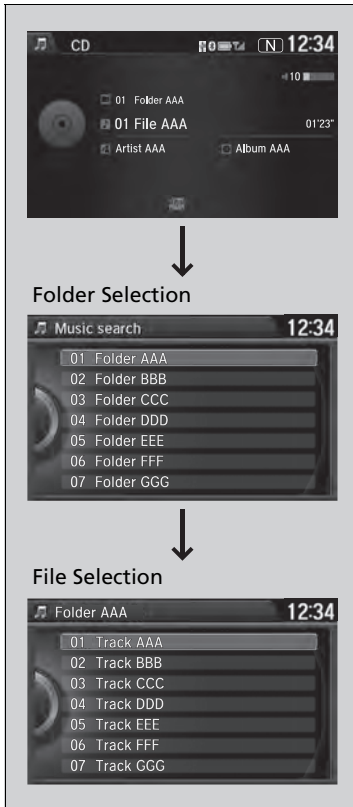 CD N 12:34
10
01 Folder AAA
01 File AAA 01'23"
Artist AAA Album AAA
Folder Selection
Music search 12:34
01 Folder AAA
02 Folder BBB
03 Folder CCC
04 Folder DDD
05 Folder EEE
06 Folder FFF
07 Folder GGG
File Selection
Folder AAA 12:34
01 Track AAA
02 Track BBB
03 Track CCC
04 Track DDD
05 Track EEE
06 Track FFF
07 Track GGG